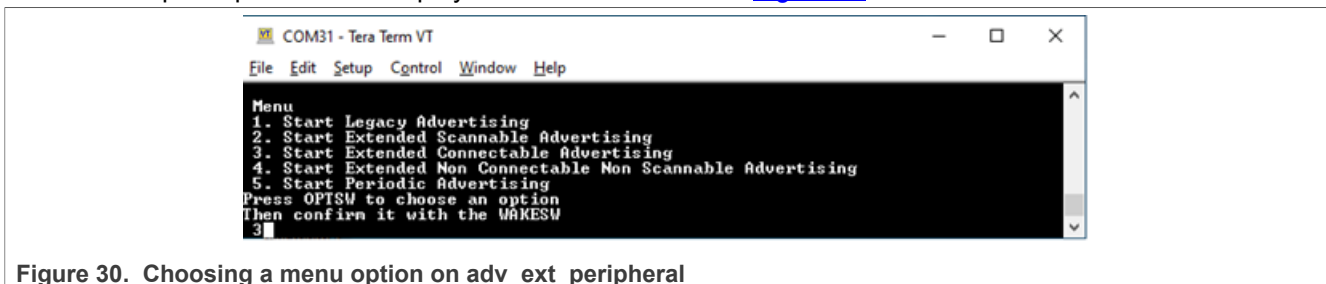 COM31 - Tera Term VT
File Edit Setup Control Window Help
Menu
1. Start Legacy Advertising
2. Start Extended Scannable Advertising
3. Start Extended Connectable Advertising
4. Start Extended Non Connectable Non Scannable Advertising
5. Start Periodic Advertising
Press OPTSW to choose an option
Then confirm it with the WAKESW
3
Figure 30. Choosing a menu option on adv_ext_peripheral